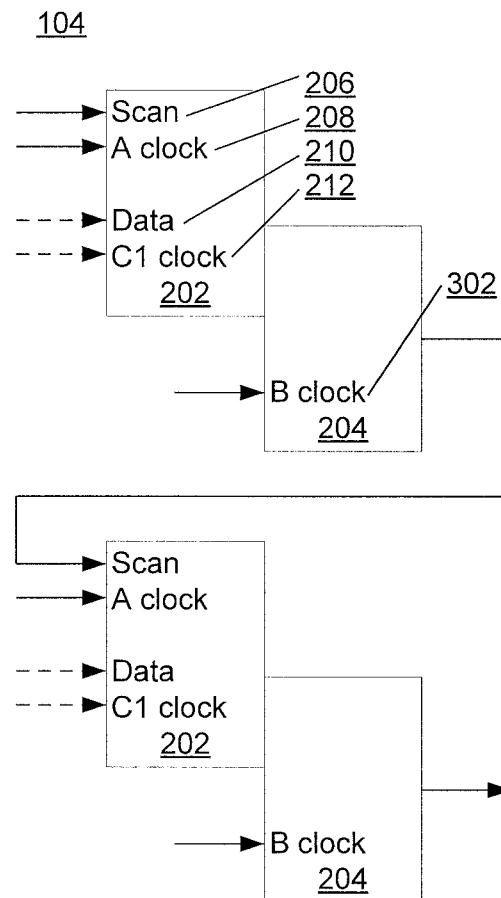 104
Scan 206
A clock 208
Data 210
C1 clock 212
202
302
B clock
204
Scan
A clock
Data
C1 clock
202
B clock
204